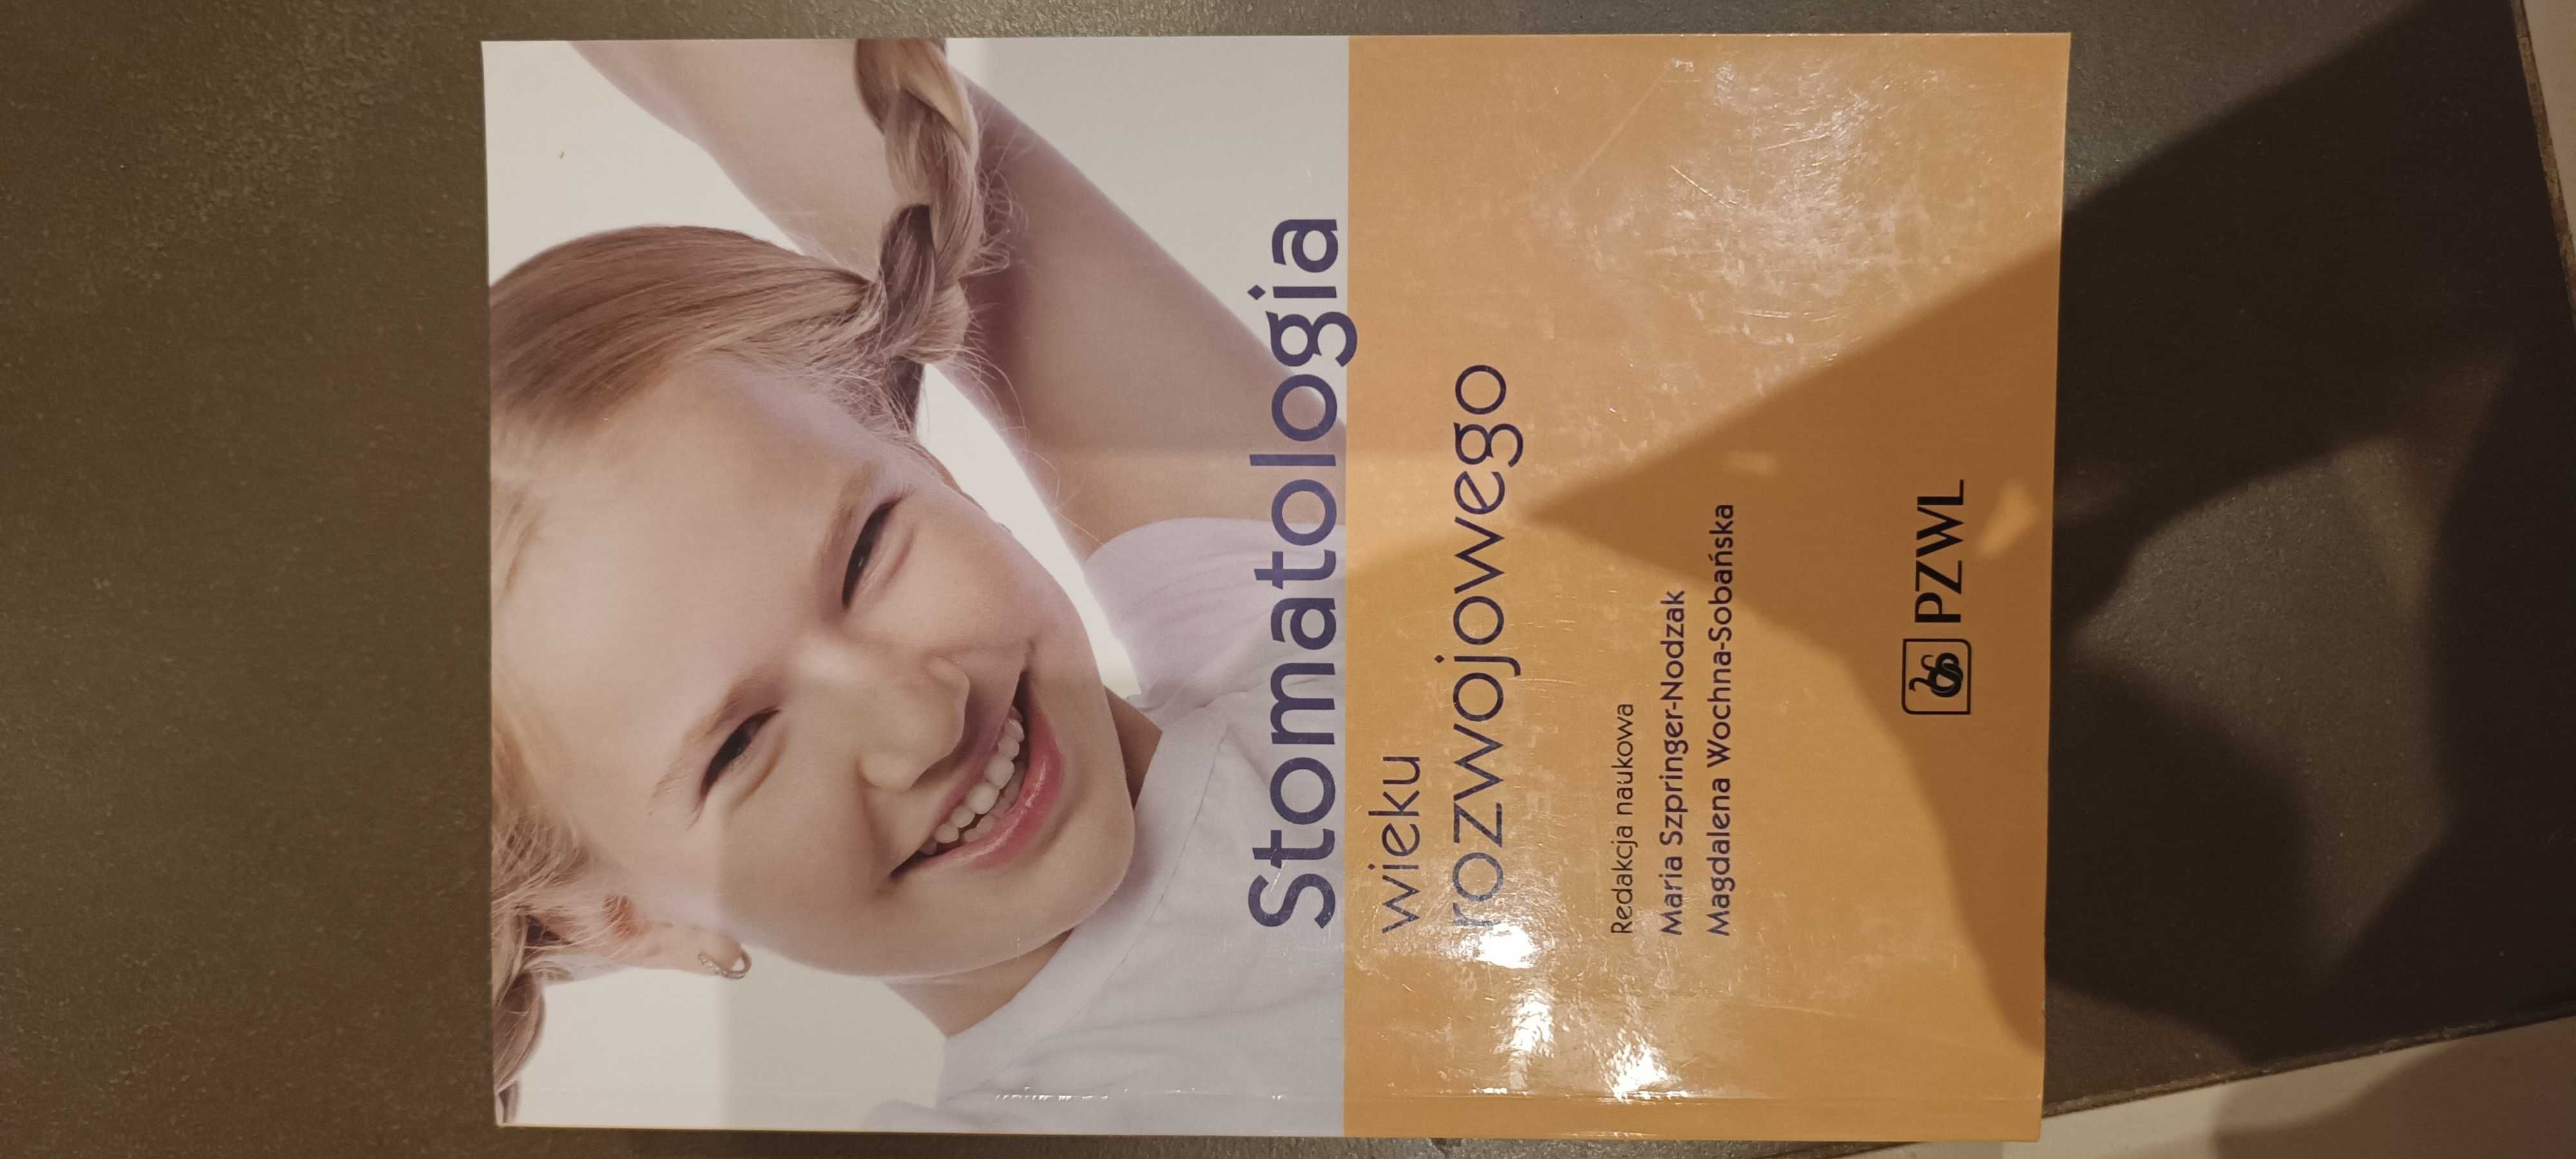 Stomatologia
wieku
rozwojowego
Redakcja naukowa
Maria Szpringer-Nodzak
Magdalena Wochna-Sobańska
PZWL